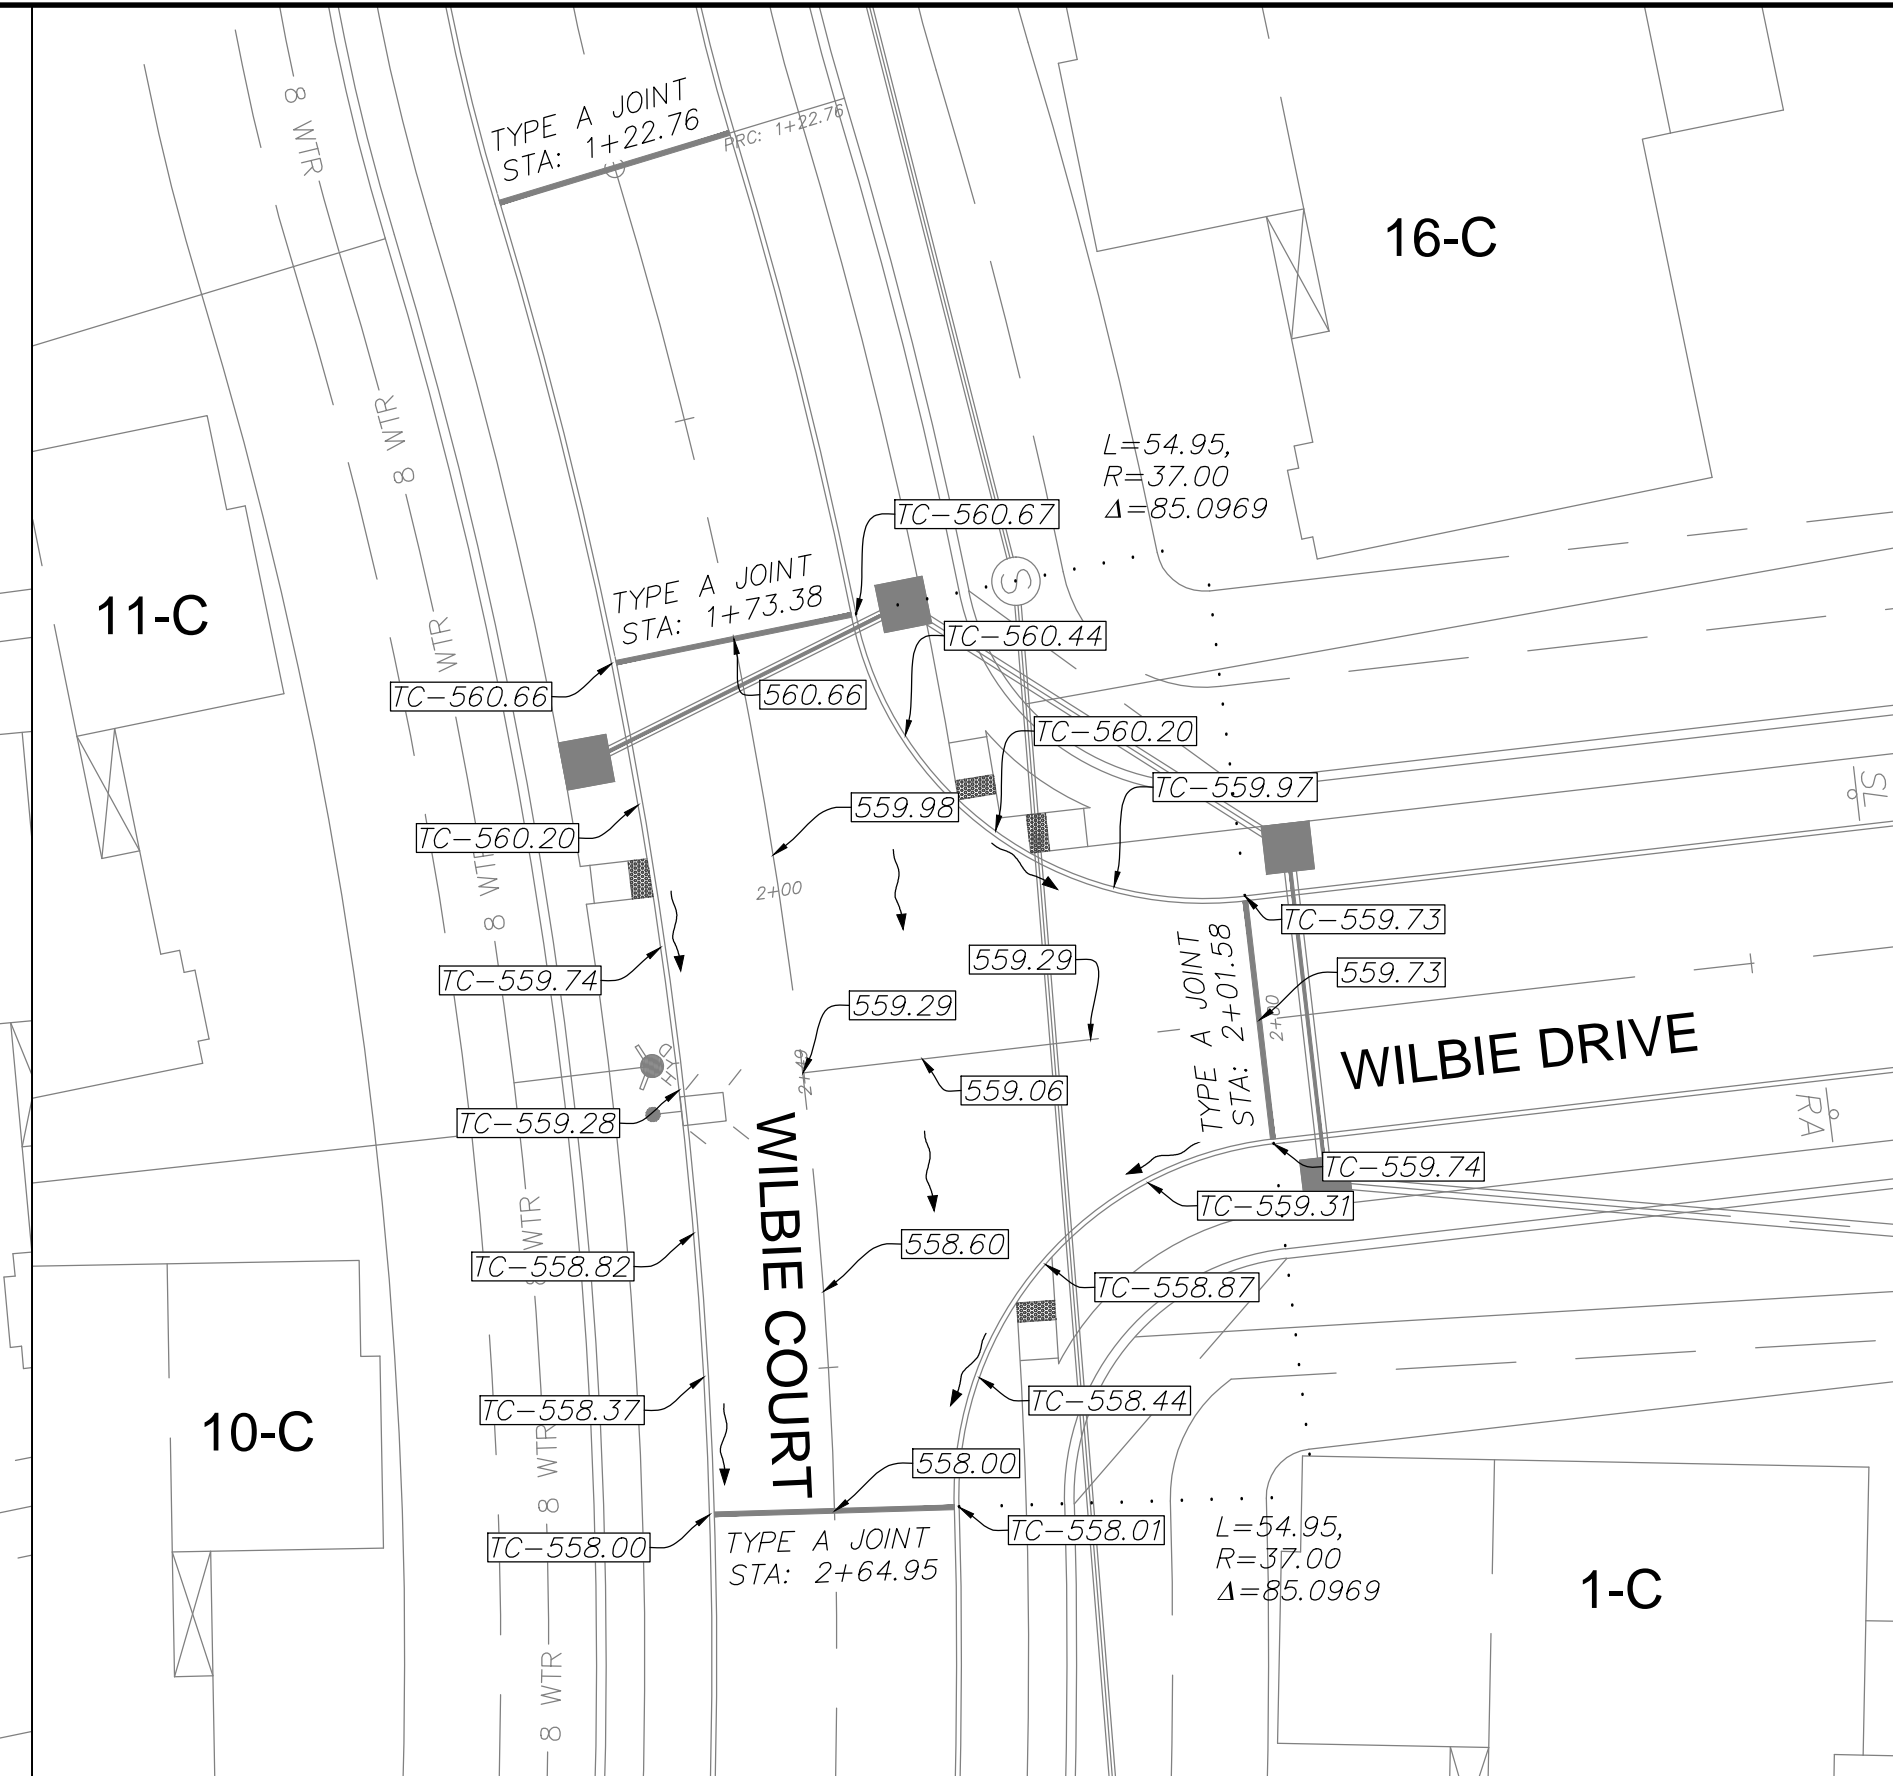 8 WTR
TYPE A JOINT
STA: 1+22.76
PRC: 1+22.76
16-C
8 WTR
L=54.95,
R=37.00
Δ=85.0969
TC-560.67
S
TYPE A JOINT
STA: 1+73.38
11-C
WTR
TC-560.44
TC-560.66
560.66
TC-560.20
TC-559.97
559.98
SL
TC-560.20
8 WTR
2+00
TC-559.73
TYPE A JOINT
STA: 2+01.58
559.29
559.73
TC-559.74
559.29
2+00
WILBIE DRIVE
HYD
2+49
559.06
RA
TC-559.28
WILBIE COURT
TC-559.74
TC-559.31
8 WTR
558.60
TC-558.82
TC-558.87
TC-558.37
TC-558.44
10-C
8 WTR
558.00
TC-558.00
TC-558.01
TYPE A JOINT
STA: 2+64.95
L=54.95,
R=37.00
Δ=85.0969
1-C
8 WTR